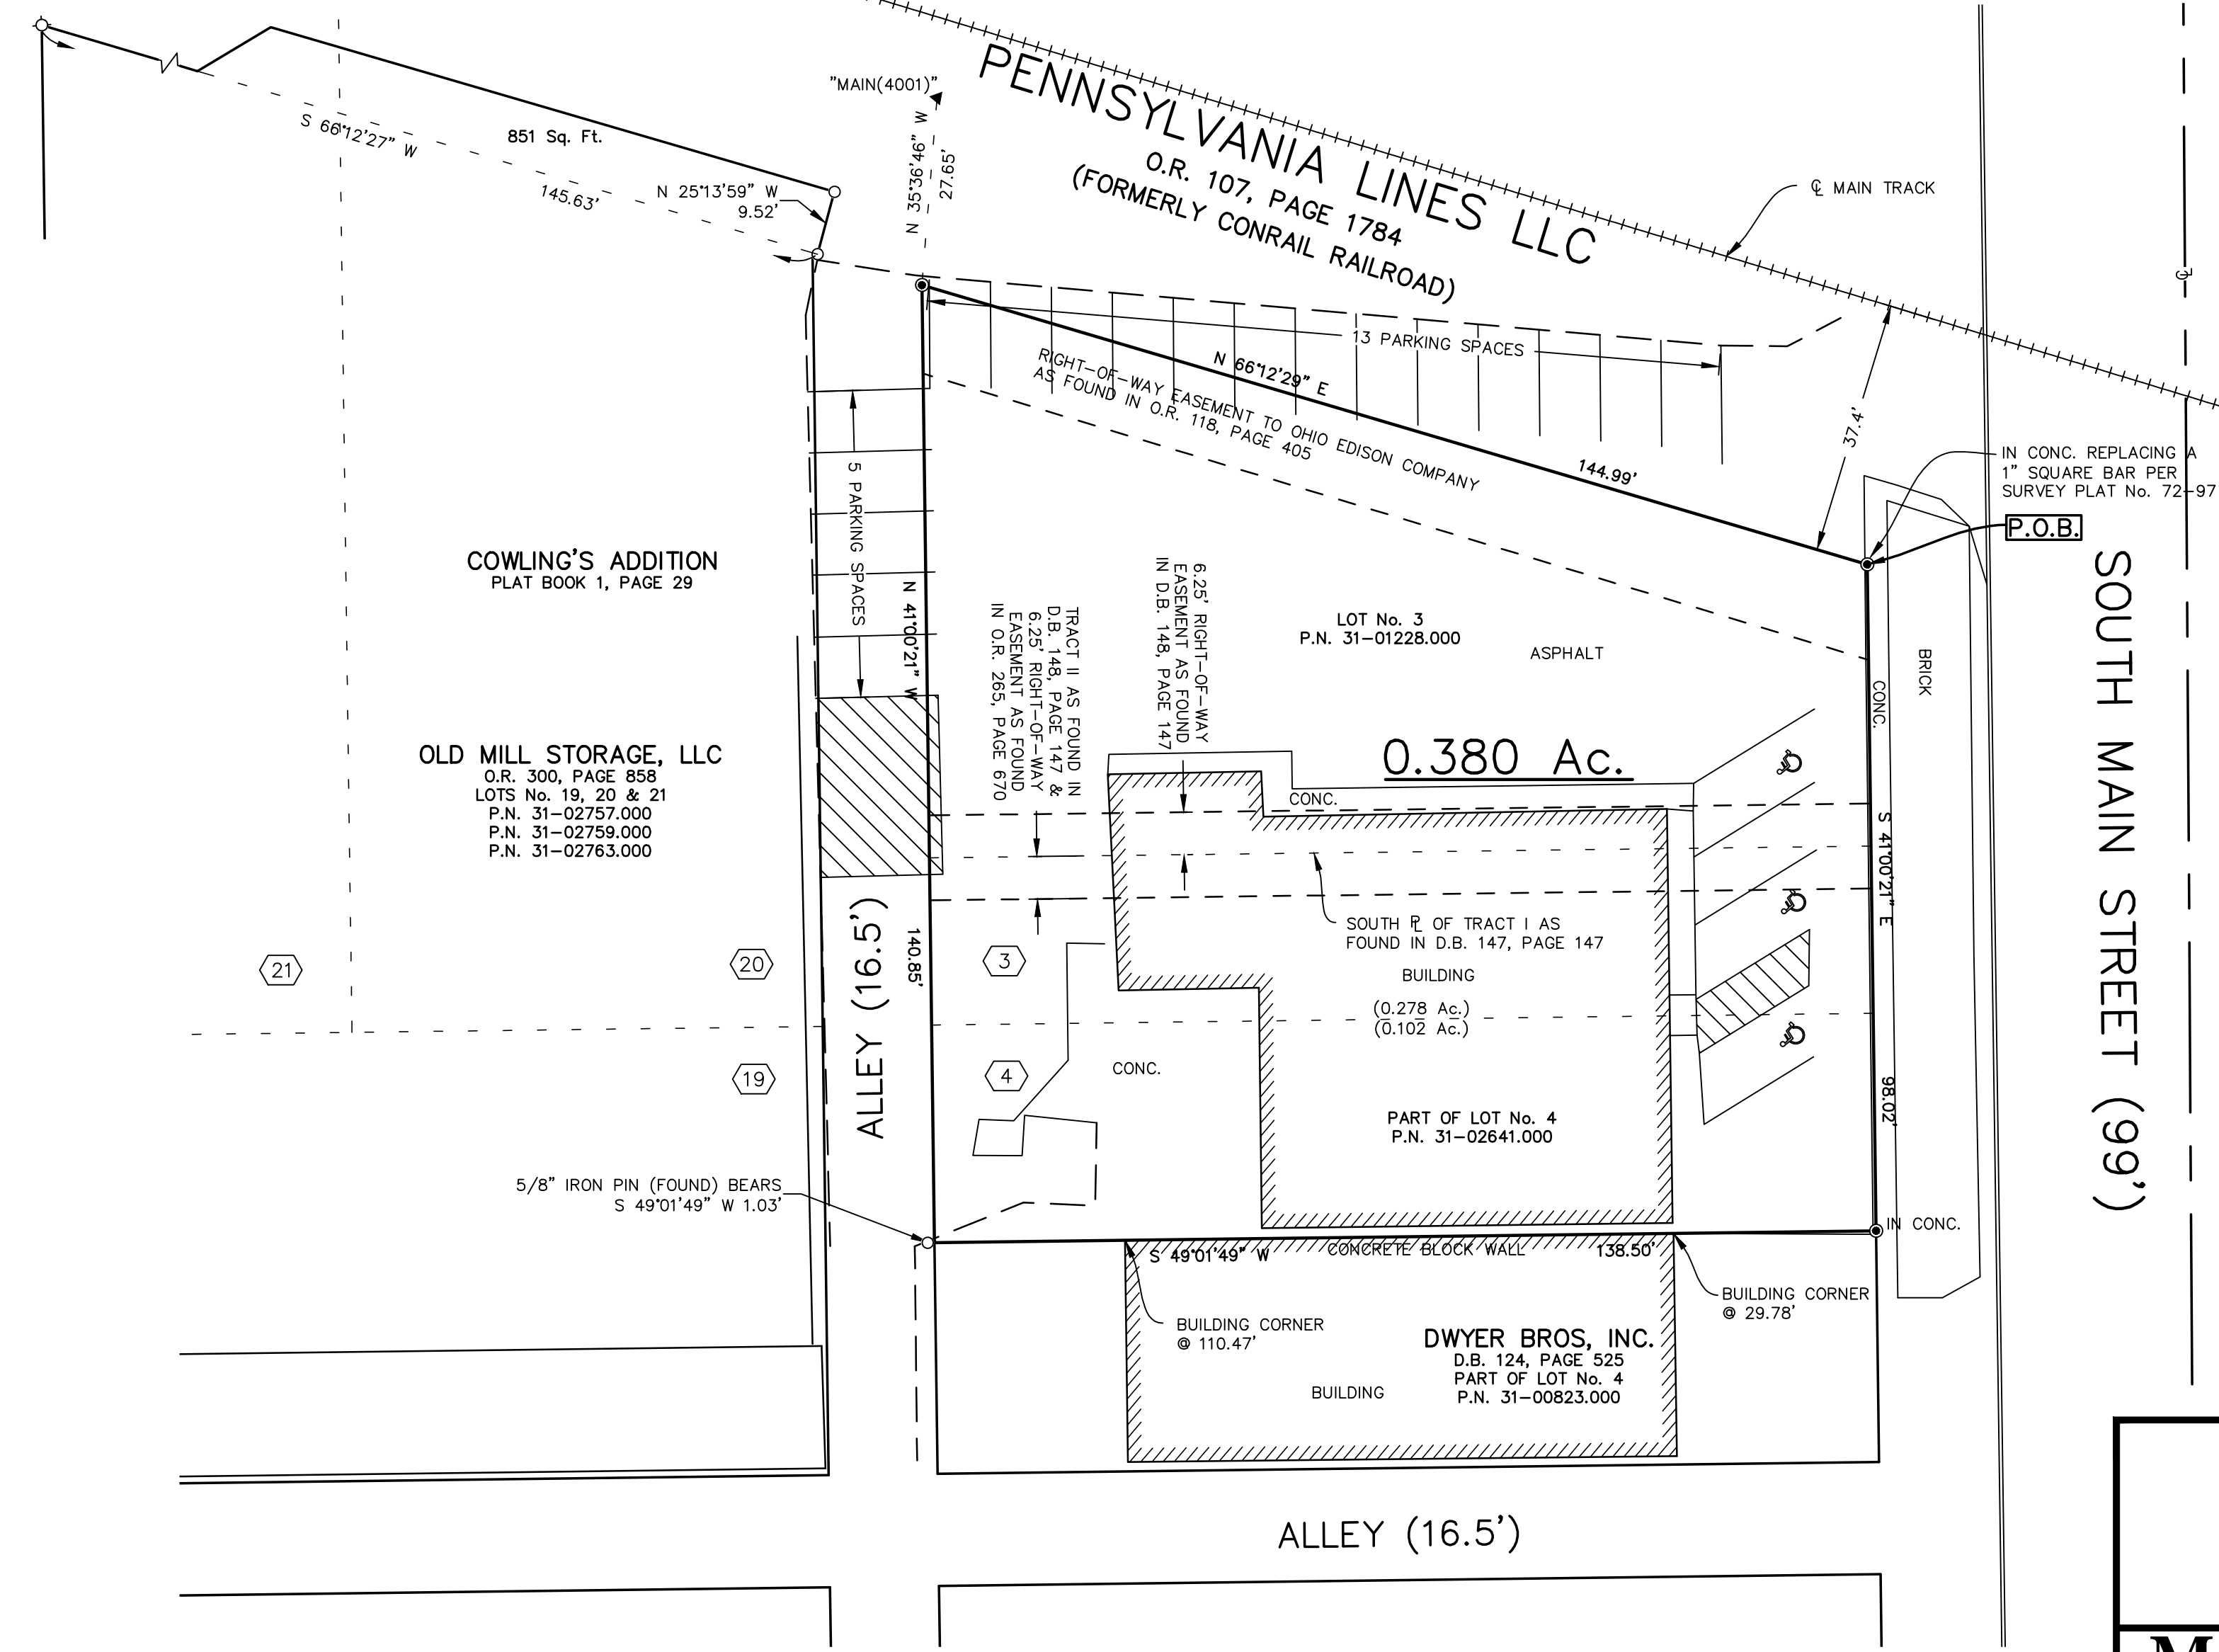 "MAIN(4001)"
N 35°36'46" W
27.65'
S 66°12'27" W
145.63'
851 Sq. Ft.
N 25°13'59" W
9.52'
PENNSYLVANIA LINES LLC
O.R. 107, PAGE 1784
(FORMERLY CONRAIL RAILROAD)
℄ MAIN TRACK
13 PARKING SPACES
N 66°12'29" E
144.99'
RIGHT-OF-WAY EASEMENT TO OHIO EDISON COMPANY
AS FOUND IN O.R. 118, PAGE 405
37.4'
IN CONC. REPLACING A
1" SQUARE BAR PER
SURVEY PLAT No. 72-97
P.O.B.
℄
SOUTH MAIN STREET (99')
BRICK
CONC.
S 41°00'21" E
98.02'
IN CONC.
5 PARKING SPACES
N 41°00'21" W
140.85'
COWLING'S ADDITION
PLAT BOOK 1, PAGE 29
OLD MILL STORAGE, LLC
O.R. 300, PAGE 858
LOTS No. 19, 20 & 21
P.N. 31-02757.000
P.N. 31-02759.000
P.N. 31-02763.000
TRACT II AS FOUND IN
D.B. 148, PAGE 147 &
6.25' RIGHT-OF-WAY
EASEMENT AS FOUND
IN O.R. 265, PAGE 670
6.25' RIGHT-OF-WAY
EASEMENT AS FOUND
IN D.B. 148, PAGE 147
LOT No. 3
P.N. 31-01228.000
ASPHALT
0.380 Ac.
CONC.
SOUTH ⅊ OF TRACT I AS
FOUND IN D.B. 147, PAGE 147
BUILDING
(0.278 Ac.)
(0.102 Ac.)
21
20
3
19
4
CONC.
ALLEY (16.5')
PART OF LOT No. 4
P.N. 31-02641.000
5/8" IRON PIN (FOUND) BEARS
S 49°01'49" W 1.03'
S 49°01'49" W
CONCRETE BLOCK WALL
138.50'
BUILDING CORNER
@ 110.47'
BUILDING CORNER
@ 29.78'
DWYER BROS, INC.
D.B. 124, PAGE 525
PART OF LOT No. 4
P.N. 31-00823.000
BUILDING
ALLEY (16.5')